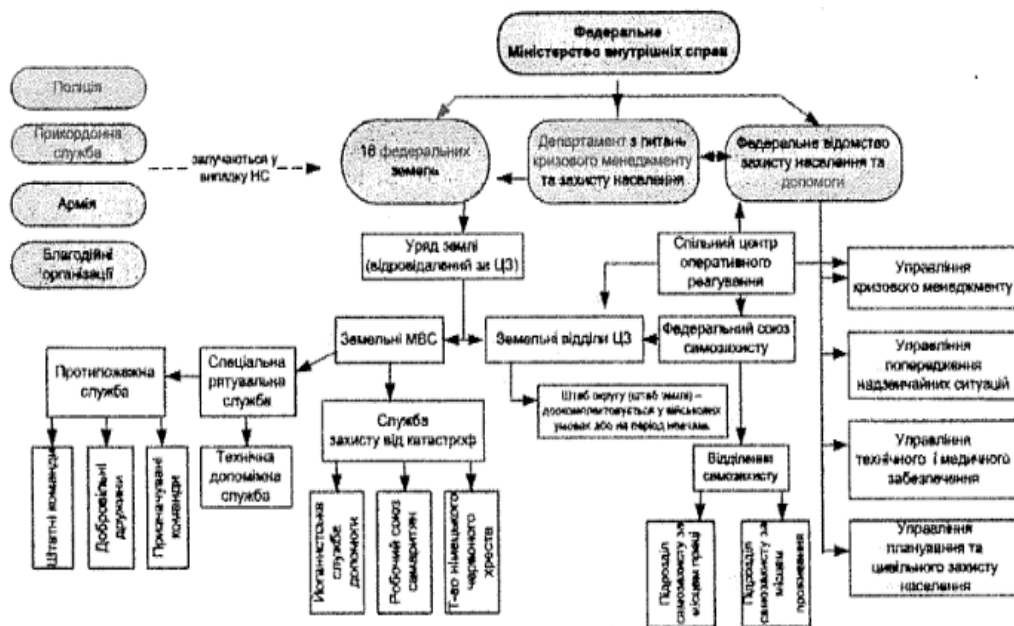 Федеральне
Міністерство внутрішніх справ
Поліція
Прикордонна
служба
Армія
Благодійні
організації
залучаються у
випадку НС
16 федеральних
земель
Департамент з питань
кризового менеджменту
та захисту населення
Федеральне відомство
захисту населення та
допомоги
Уряд землі
(відповідалений за ЦЗ)
Спільний центр
оперативного
реагування
Управління
кризового менеджменту
Земельні МВС
Земельні відділи ЦЗ
Федеральний союз
самозахисту
Протипожежна
служба
Спеціальна
рятувальна
служба
Управління
попередження
надзвичайних ситуацій
Штаб округу (штаб землі) –
доукомплектовується у військових
умовах або на період навчань
Служба
захисту від катастроф
Технічна
допоміжна
служба
Відділення
самозахисту
Управління
технічного і медичного
забезпечення
Штатні команди
Добровільні
дружини
Призначувані
команди
Йоганістська
служба
допомоги
Робочий союз
самаритян
Т-во німецького
червоного
хреста
Підрозділ
самозахисту за
місцем праці
Підрозділ
самозахисту за
місцем
проживання
Управління
планування та
цивільного захисту
населення